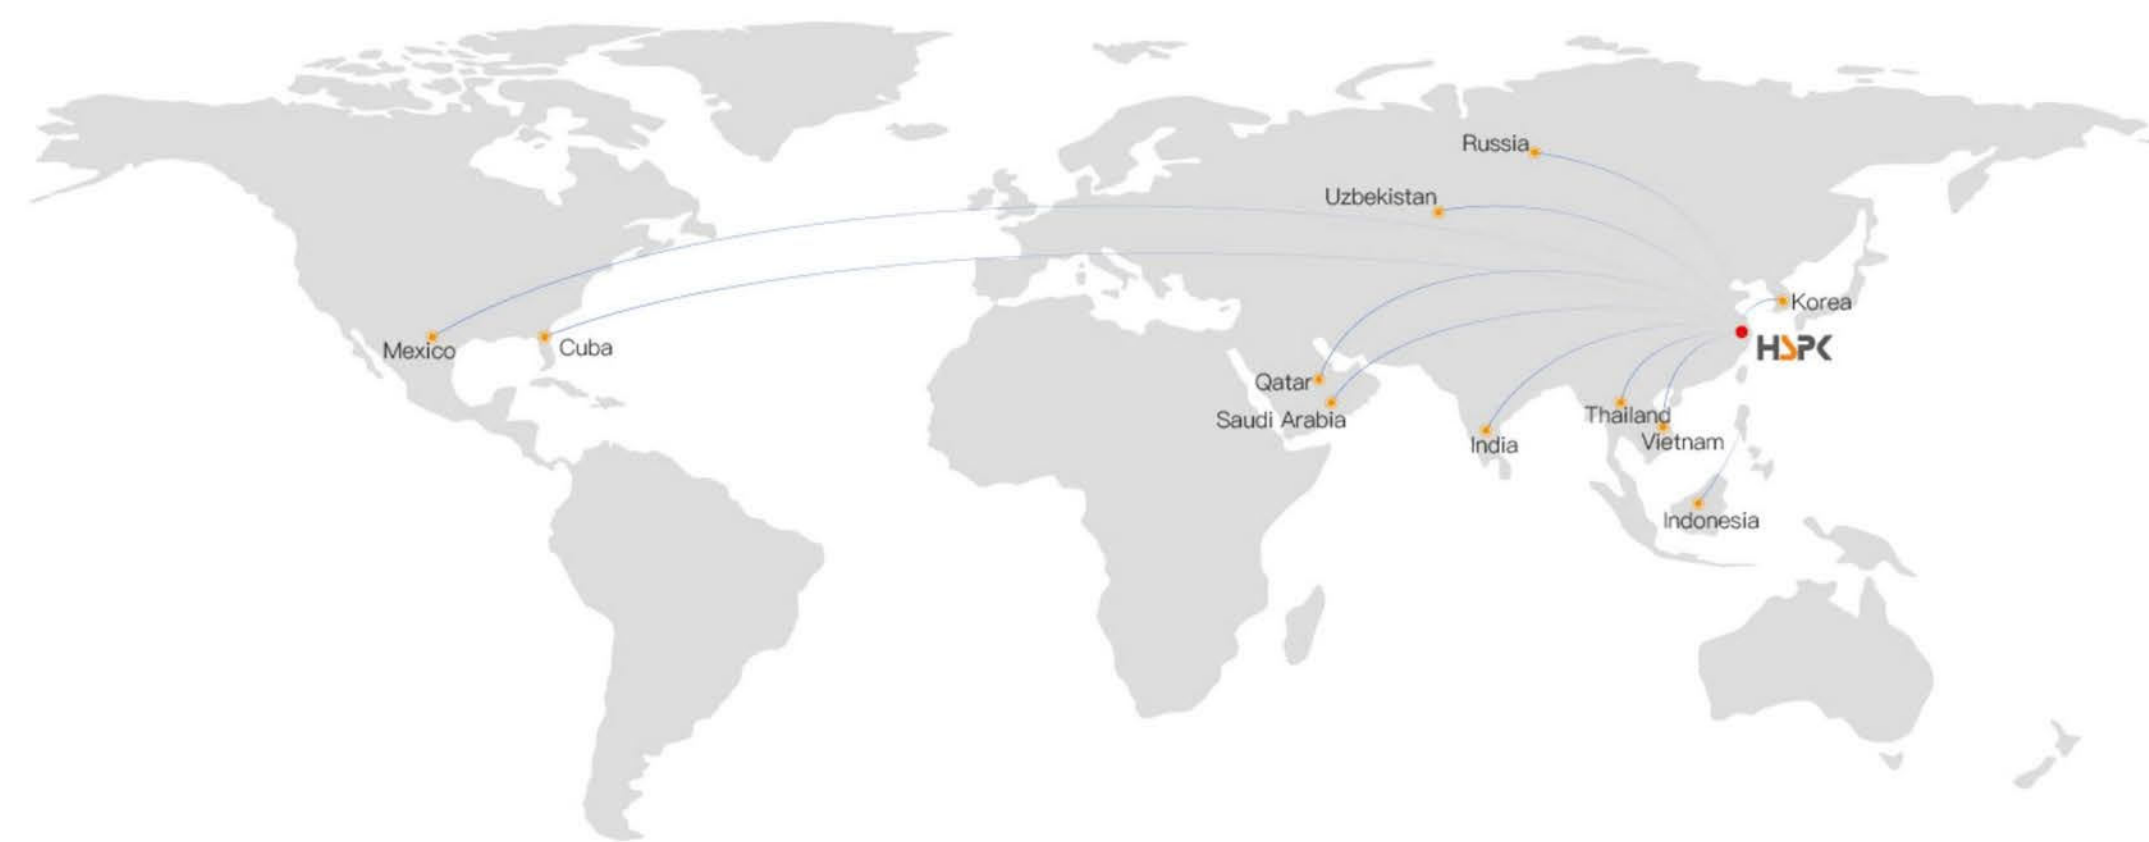 Russia
Uzbekistan
Korea
Mexico
Cuba
HSPK
Qatar
Saudi Arabia
Thailand
India
Vietnam
Indonesia